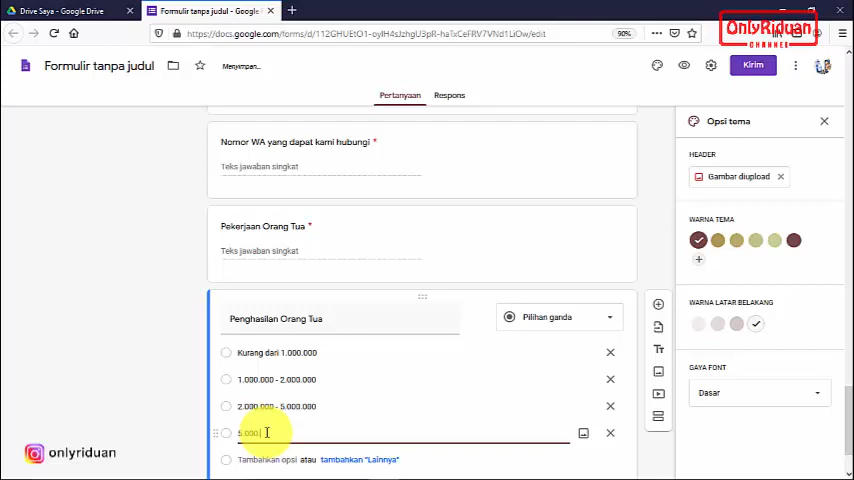 Drive Saya - Google Drive
Formulir tanpa judul - Google F
OnlyRiduan
CHANNEL
https://docs.google.com/forms/d/112GHUEtO1-oyIH4sJzhgU3pR-haTxCeFRV7VNd1LiOw/edit
90%
Formulir tanpa judul
Menyimpan...
Kirim
Pertanyaan
Respons
Opsi tema
Nomor WA yang dapat kami hubungi *
Teks jawaban singkat
HEADER
Gambar diupload
Pekerjaan Orang Tua *
Teks jawaban singkat
WARNA TEMA
Penghasilan Orang Tua
Pilihan ganda
WARNA LATAR BELAKANG
Kurang dari 1.000.000
1.000.000 - 2.000.000
2.000.000 - 5.000.000
5.000.
Tambahkan opsi atau tambahkan "Lainnya"
GAYA FONT
Dasar
onlyriduan